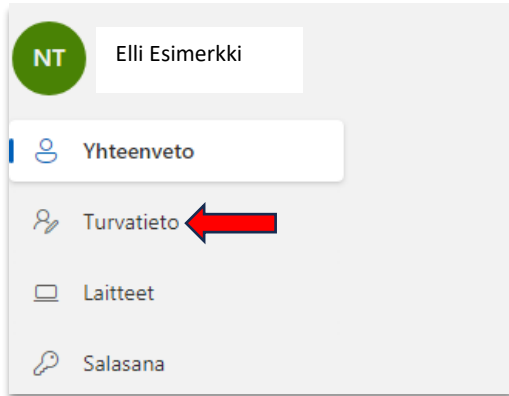 NT
Elli Esimerkki
Yhteenveto
Turvatieto
Laitteet
Salasana